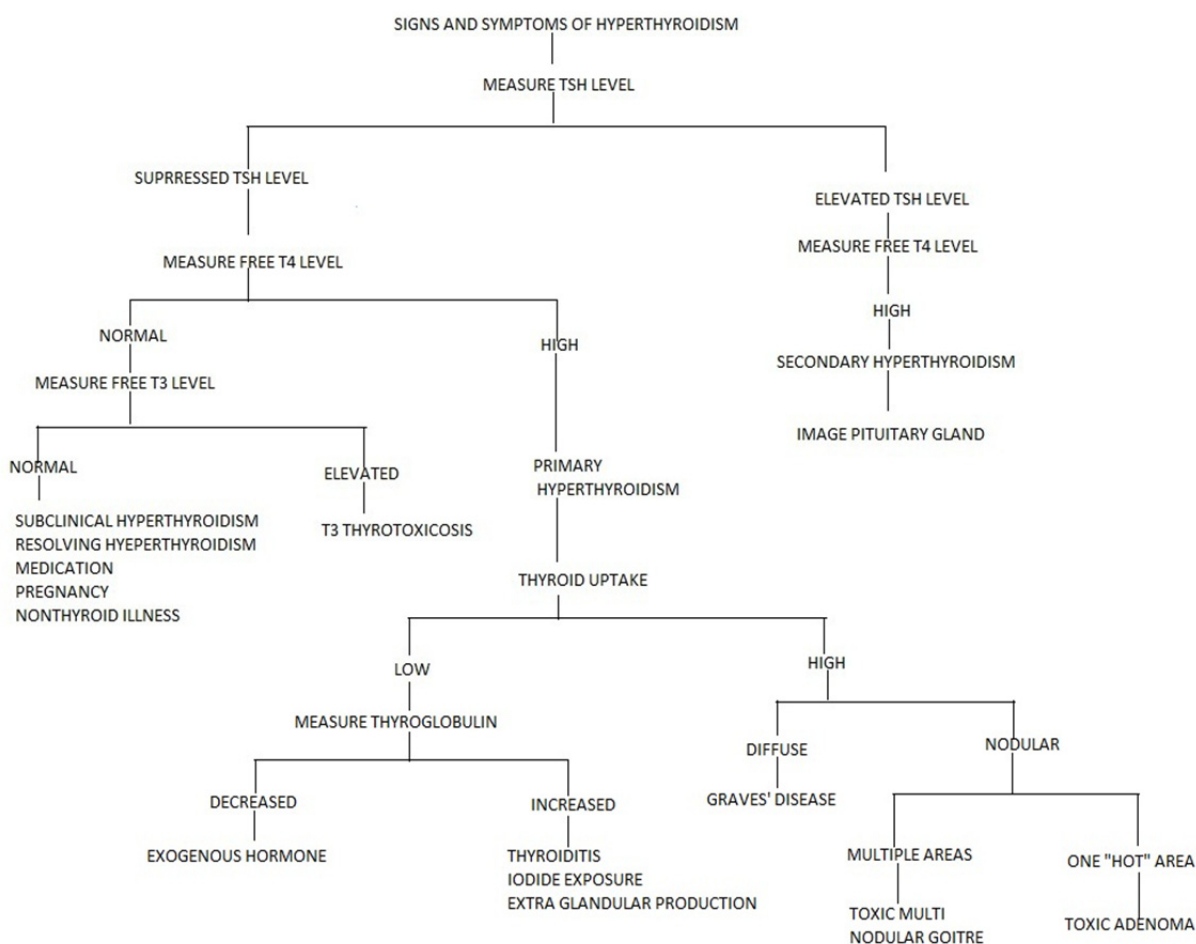 SIGNS AND SYMPTOMS OF HYPERTHYROIDISM
MEASURE TSH LEVEL
SUPRRESSED TSH LEVEL
ELEVATED TSH LEVEL
MEASURE FREE T4 LEVEL
MEASURE FREE T4 LEVEL
HIGH
NORMAL
HIGH
SECONDARY HYPERTHYROIDISM
MEASURE FREE T3 LEVEL
IMAGE PITUITARY GLAND
NORMAL
ELEVATED
PRIMARY
HYPERTHYROIDISM
SUBCLINICAL HYPERTHYROIDISM
RESOLVING HYEPERTHYROIDISM
MEDICATION
PREGNANCY
NONTHYROID ILLNESS
T3 THYROTOXICOSIS
THYROID UPTAKE
LOW
HIGH
MEASURE THYROGLOBULIN
DIFFUSE
NODULAR
DECREASED
INCREASED
GRAVES' DISEASE
EXOGENOUS HORMONE
THYROIDITIS
IODIDE EXPOSURE
EXTRA GLANDULAR PRODUCTION
MULTIPLE AREAS
ONE "HOT" AREA
TOXIC MULTI
NODULAR GOITRE
TOXIC ADENOMA